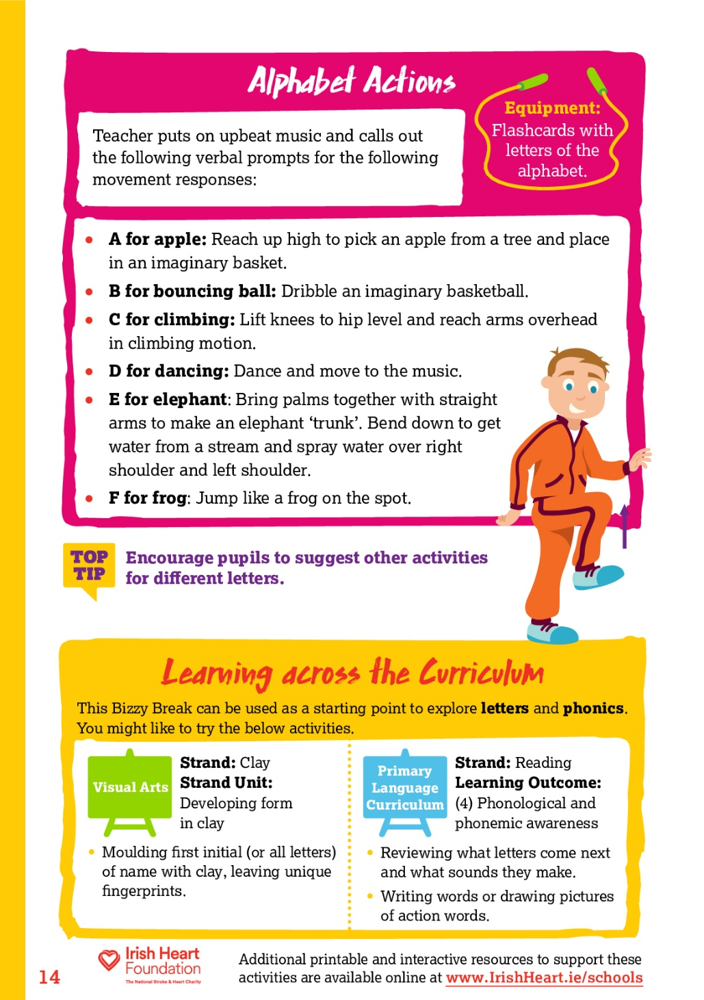 Alphabet Actions
Equipment:
Flashcards with
letters of the
alphabet.
Teacher puts on upbeat music and calls out
the following verbal prompts for the following
movement responses:
• A for apple: Reach up high to pick an apple from a tree and place
in an imaginary basket.
• B for bouncing ball: Dribble an imaginary basketball.
• C for climbing: Lift knees to hip level and reach arms overhead
in climbing motion.
• D for dancing: Dance and move to the music.
• E for elephant: Bring palms together with straight
arms to make an elephant ‘trunk’. Bend down to get
water from a stream and spray water over right
shoulder and left shoulder.
• F for frog: Jump like a frog on the spot.
TOP
TIP
Encourage pupils to suggest other activities
for different letters.
Learning across the Curriculum
This Bizzy Break can be used as a starting point to explore letters and phonics.
You might like to try the below activities.
Visual Arts
Strand: Clay
Strand Unit:
Developing form
in clay
• Moulding first initial (or all letters)
of name with clay, leaving unique
fingerprints.
Primary
Language
Curriculum
Strand: Reading
Learning Outcome:
(4) Phonological and
phonemic awareness
• Reviewing what letters come next
and what sounds they make.
• Writing words or drawing pictures
of action words.
14
Irish Heart
Foundation
The National Stroke & Heart Charity
Additional printable and interactive resources to support these
activities are available online at www.IrishHeart.ie/schools